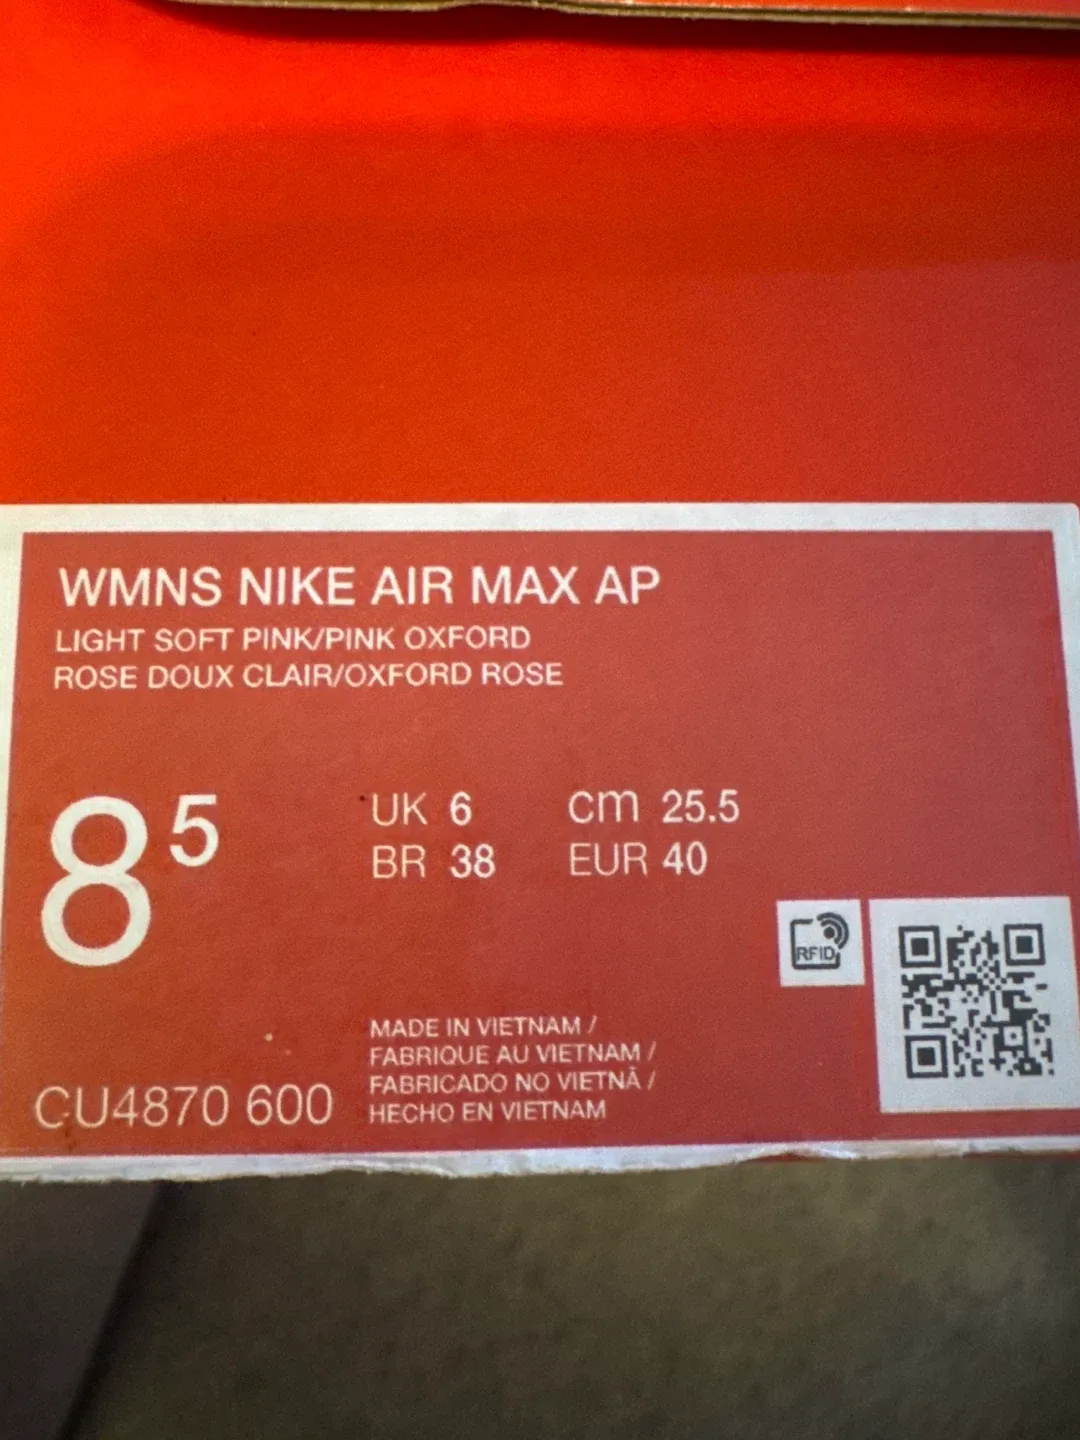 WMNS NIKE AIR MAX AP
LIGHT SOFT PINK/PINK OXFORD
ROSE DOUX CLAIR/OXFORD ROSE
8 5
UK 6 cm 25.5
BR 38 EUR 40
RFID
MADE IN VIETNAM /
FABRIQUE AU VIETNAM /
FABRICADO NO VIETNÃ /
HECHO EN VIETNAM
CU4870 600